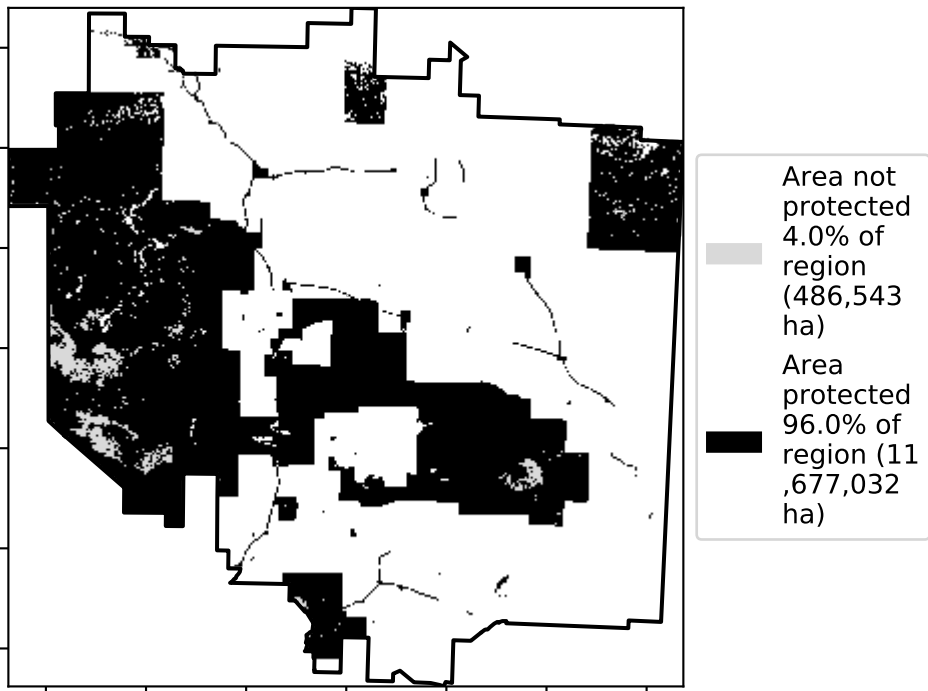 Area not
protected
4.0% of
region
(486,543
ha)
Area
protected
96.0% of
region (11
,677,032
ha)